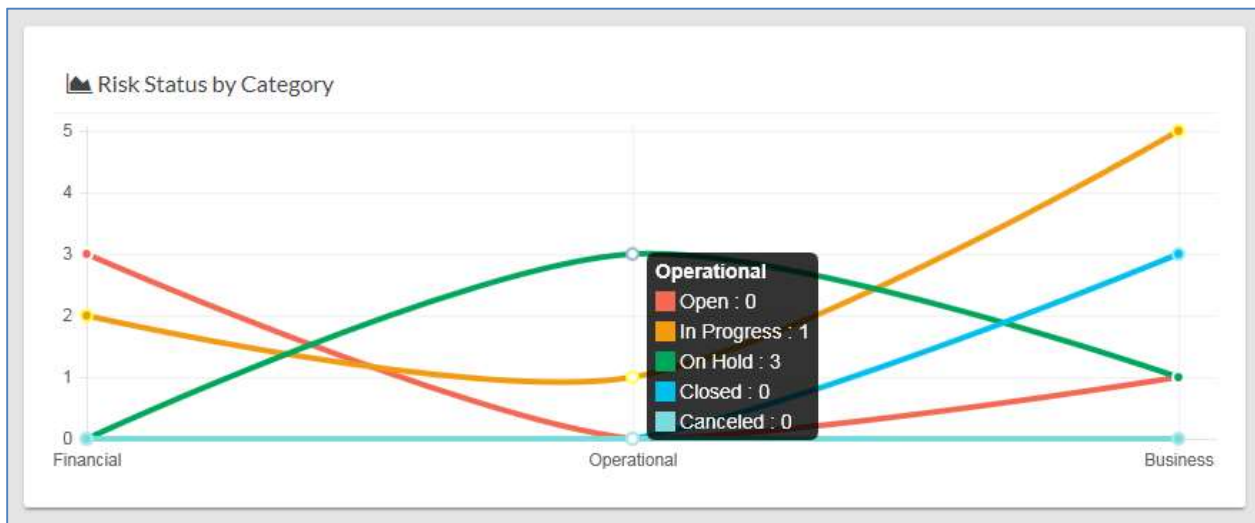 Risk Status by Category
5
4
3
2
1
0
Operational
Open : 0
In Progress : 1
On Hold : 3
Closed : 0
Canceled : 0
Financial Operational Business